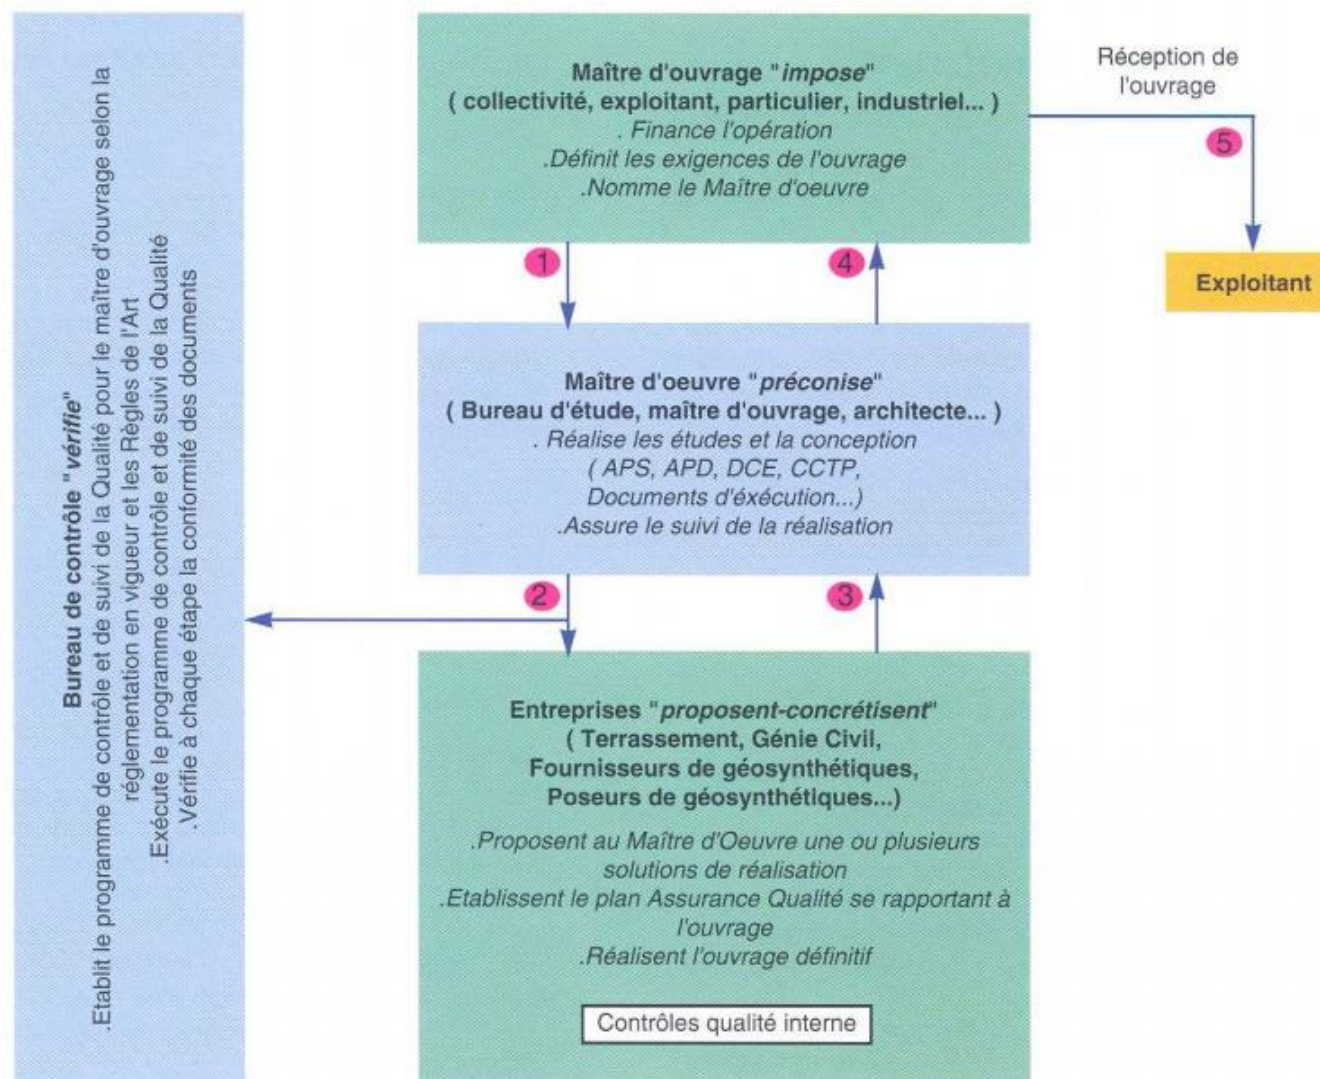 Bureau de contrôle "vérifie"
.Etablit le programme de contrôle et de suivi de la Qualité pour le maître d'ouvrage selon la
réglementation en vigueur et les Règles de l'Art
.Exécute le programme de contrôle et de suivi de la Qualité
.Vérifie à chaque étape la conformité des documents
Maître d'ouvrage "impose"
( collectivité, exploitant, particulier, industriel... )
. Finance l'opération
.Définit les exigences de l'ouvrage
.Nomme le Maître d'oeuvre
Réception de
l'ouvrage
5
Exploitant
1
4
Maître d'oeuvre "préconise"
( Bureau d'étude, maître d'ouvrage, architecte... )
. Réalise les études et la conception
( APS, APD, DCE, CCTP,
Documents d'éxécution...)
.Assure le suivi de la réalisation
2
3
Entreprises "proposent-concrétisent"
( Terrassement, Génie Civil,
Fournisseurs de géosynthétiques,
Poseurs de géosynthétiques...)
.Proposent au Maître d'Oeuvre une ou plusieurs
solutions de réalisation
.Etablissent le plan Assurance Qualité se rapportant à
l'ouvrage
.Réalisent l'ouvrage définitif
Contrôles qualité interne